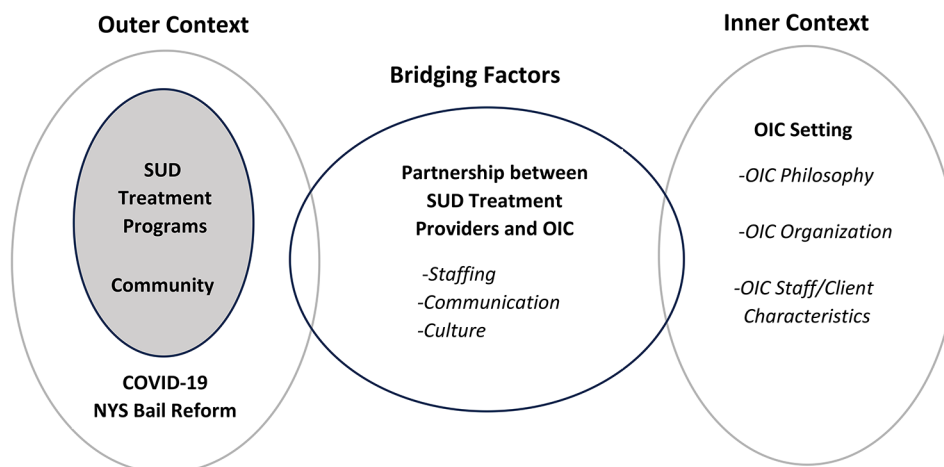 Outer Context
SUD
Treatment
Programs
Community
COVID-19
NYS Bail Reform
Bridging Factors
Partnership between
SUD Treatment
Providers and OIC
-Staffing
-Communication
-Culture
Inner Context
OIC Setting
-OIC Philosophy
-OIC Organization
-OIC Staff/Client
Characteristics